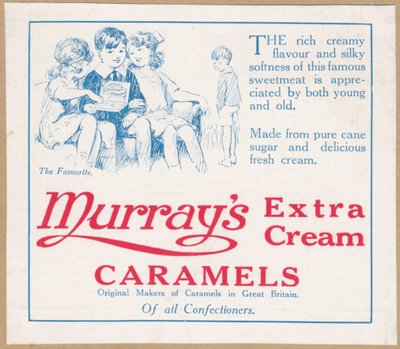 THE rich creamy
flavour and silky
softness of this famous
sweetmeat is appre-
ciated by both young
and old.
Made from pure cane
sugar and delicious
fresh cream.
The Favourite.
Murray's Extra
Cream
CARAMELS
Original Makers of Caramels in Great Britain.
Of all Confectioners.